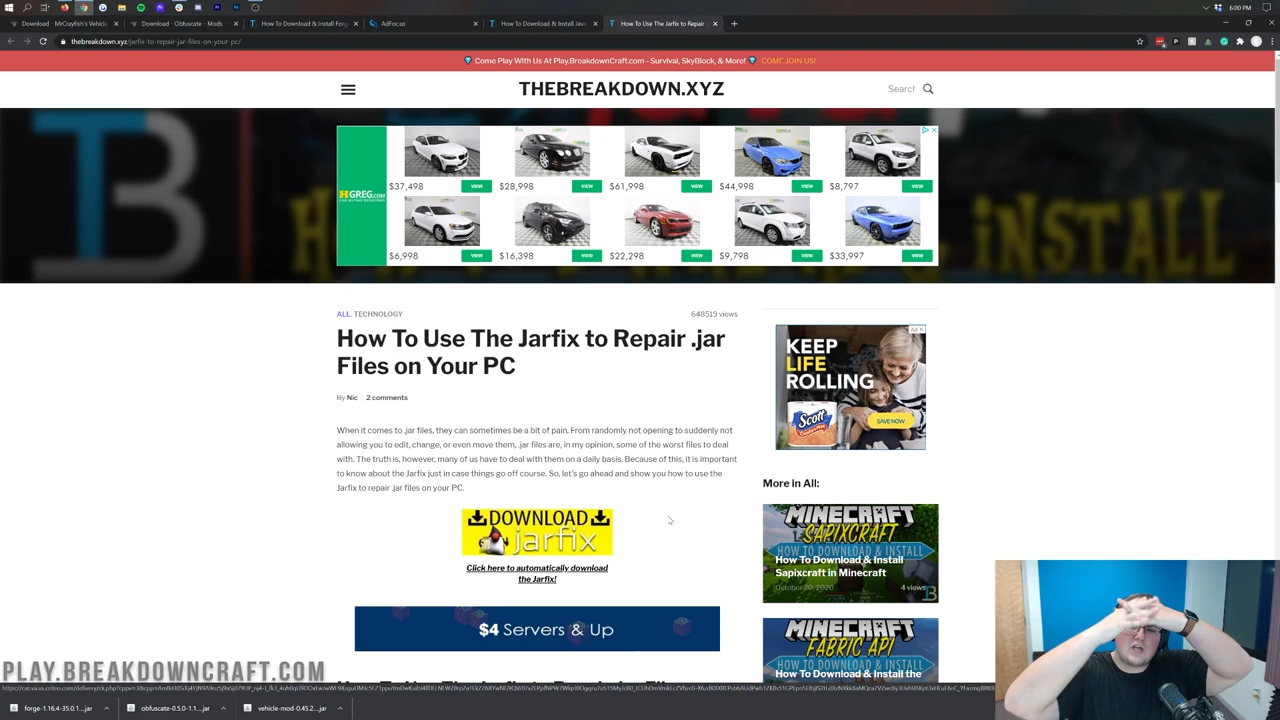 6:00 PM
Download - MrCrayfish's Vehicle
Download - Obfuscate - Mods
How To Download & Install For
AdFoc.us
How To Download & Install Java
How To Use The Jarfix to Repair
thebreakdown.xyz/jarfix-to-repair-jar-files-on-your-pc/
Come Play With Us At Play.BreakdownCraft.com - Survival, SkyBlock, & More! COME JOIN US!
THEBREAKDOWN.XYZ
Search
HGREG.COM
$37,498 VIEW $28,998 VIEW $61,998 VIEW $44,998 VIEW $8,797 VIEW
$6,998 VIEW $16,398 VIEW $22,298 VIEW $9,798 VIEW $33,997 VIEW
ALL, TECHNOLOGY
648519 views
How To Use The Jarfix to Repair .jar
Files on Your PC
By Nic
2 comments
When it comes to .jar files, they can sometimes be a bit of pain. From randomly not opening to suddenly not
allowing you to edit, change, or even move them, .jar files are, in my opinion, some of the worst files to deal
with. The truth is, however, many of us have to deal with them on a daily basis. Because of this, it is important
to know about the Jarfix just in case things go off course. So, let's go ahead and show you how to use the
Jarfix to repair .jar files on your PC.
DOWNLOAD
jarfix
Click here to automatically download
the Jarfix!
$4 Servers & Up
Ad
KEEP
LIFE
ROLLING
Scott
SAVE NOW
More in All:
MINECRAFT
SAPIXCRAFT
HOW TO DOWNLOAD & INSTALL
How To Download & Install
Sapixcraft in Minecraft
October 20, 2020
4 views
MINECRAFT
FABRIC API
How To Download & Install the
PLAY.BREAKDOWNCRAFT.COM
forge-1.16.4-35.0.1....jar
obfuscate-0.5.0-1.1....jar
vehicle-mod-0.45.2....jar